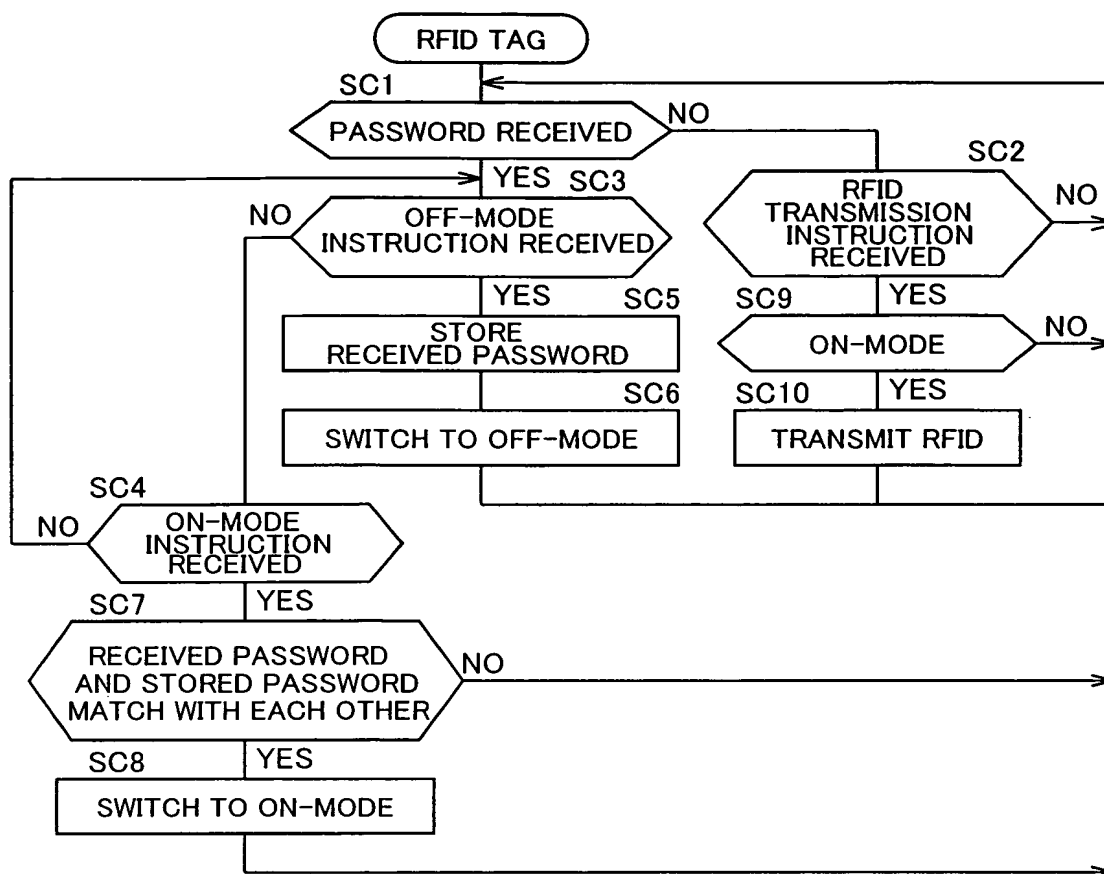 RFID TAG
SC1
PASSWORD RECEIVED
NO
SC2
RFID
TRANSMISSION
INSTRUCTION
RECEIVED
NO
YES
SC3
OFF-MODE
INSTRUCTION RECEIVED
NO
YES
SC5
STORE
RECEIVED PASSWORD
YES
SC9
ON-MODE
NO
SC6
SWITCH TO OFF-MODE
YES
SC10
TRANSMIT RFID
SC4
ON-MODE
INSTRUCTION
RECEIVED
NO
YES
SC7
RECEIVED PASSWORD
AND STORED PASSWORD
MATCH WITH EACH OTHER
NO
YES
SC8
SWITCH TO ON-MODE